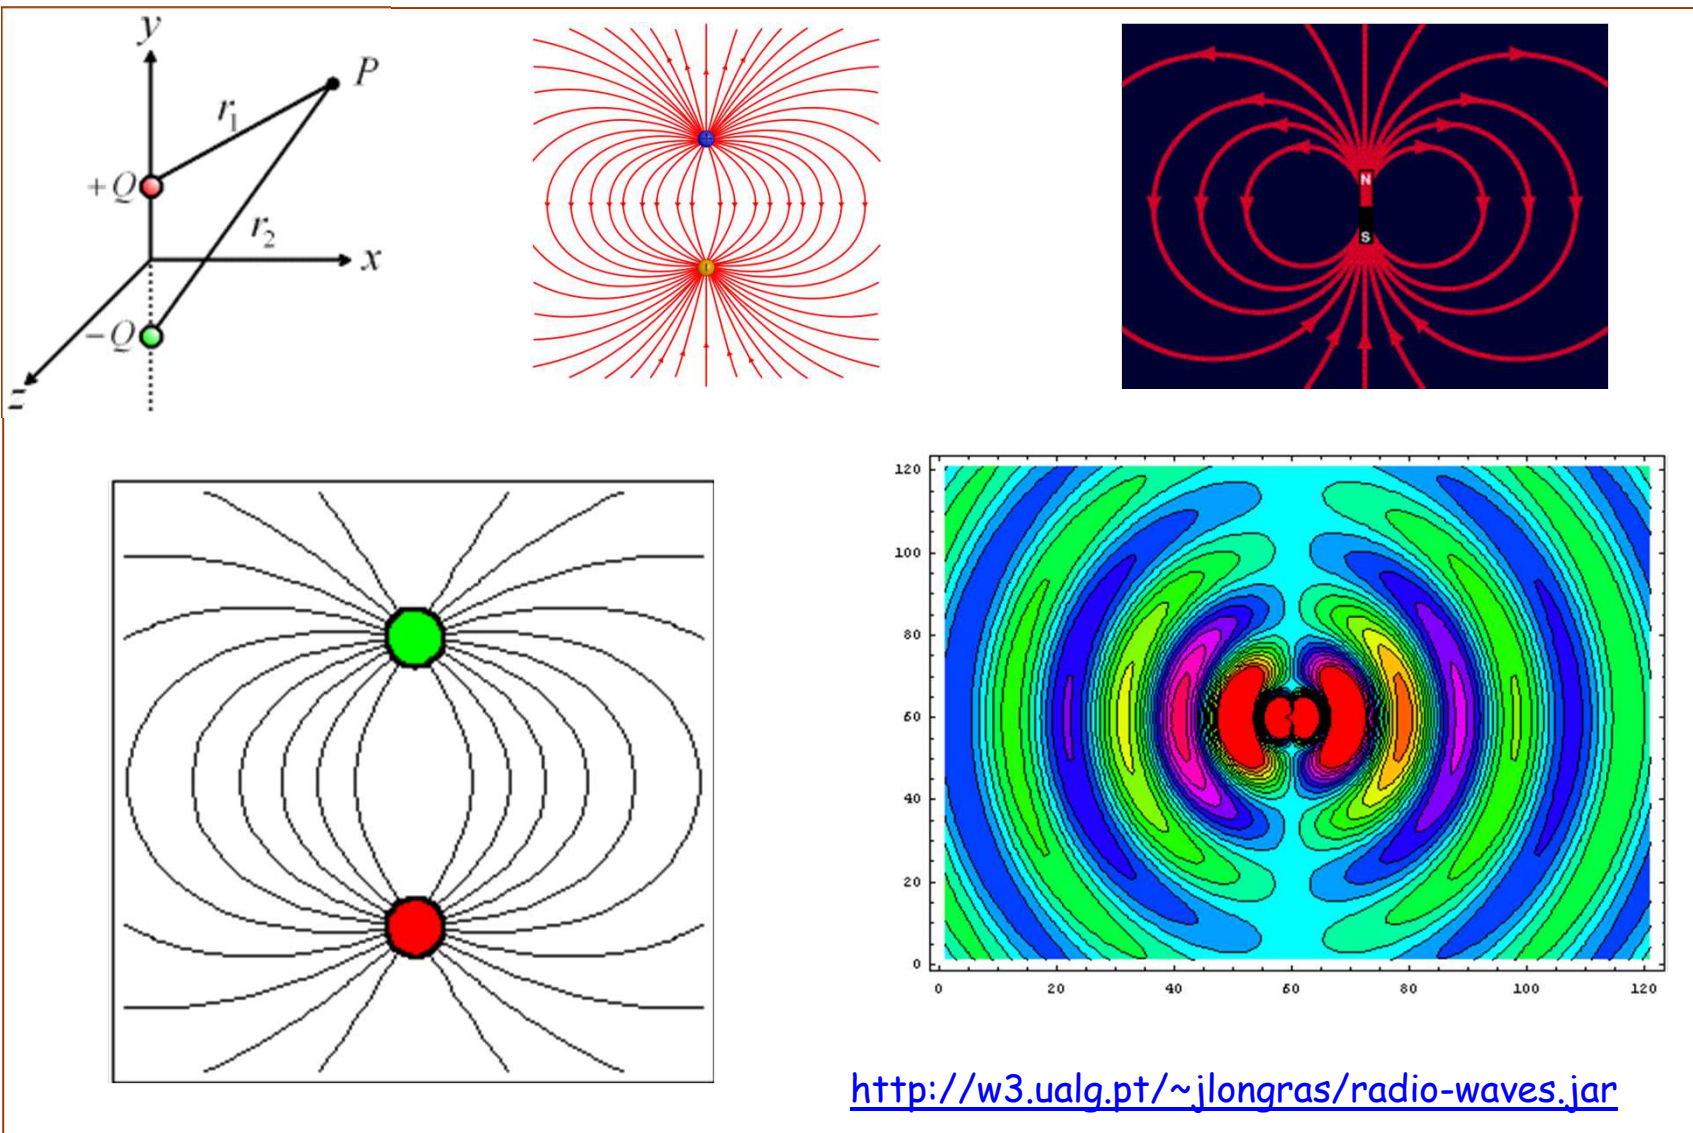 y
P
r₁
+Q
r₂
x
−Q
z
N
S
120
100
80
60
40
20
0
0 20 40 60 80 100 120
http://w3.ualg.pt/~jlongras/radio-waves.jar